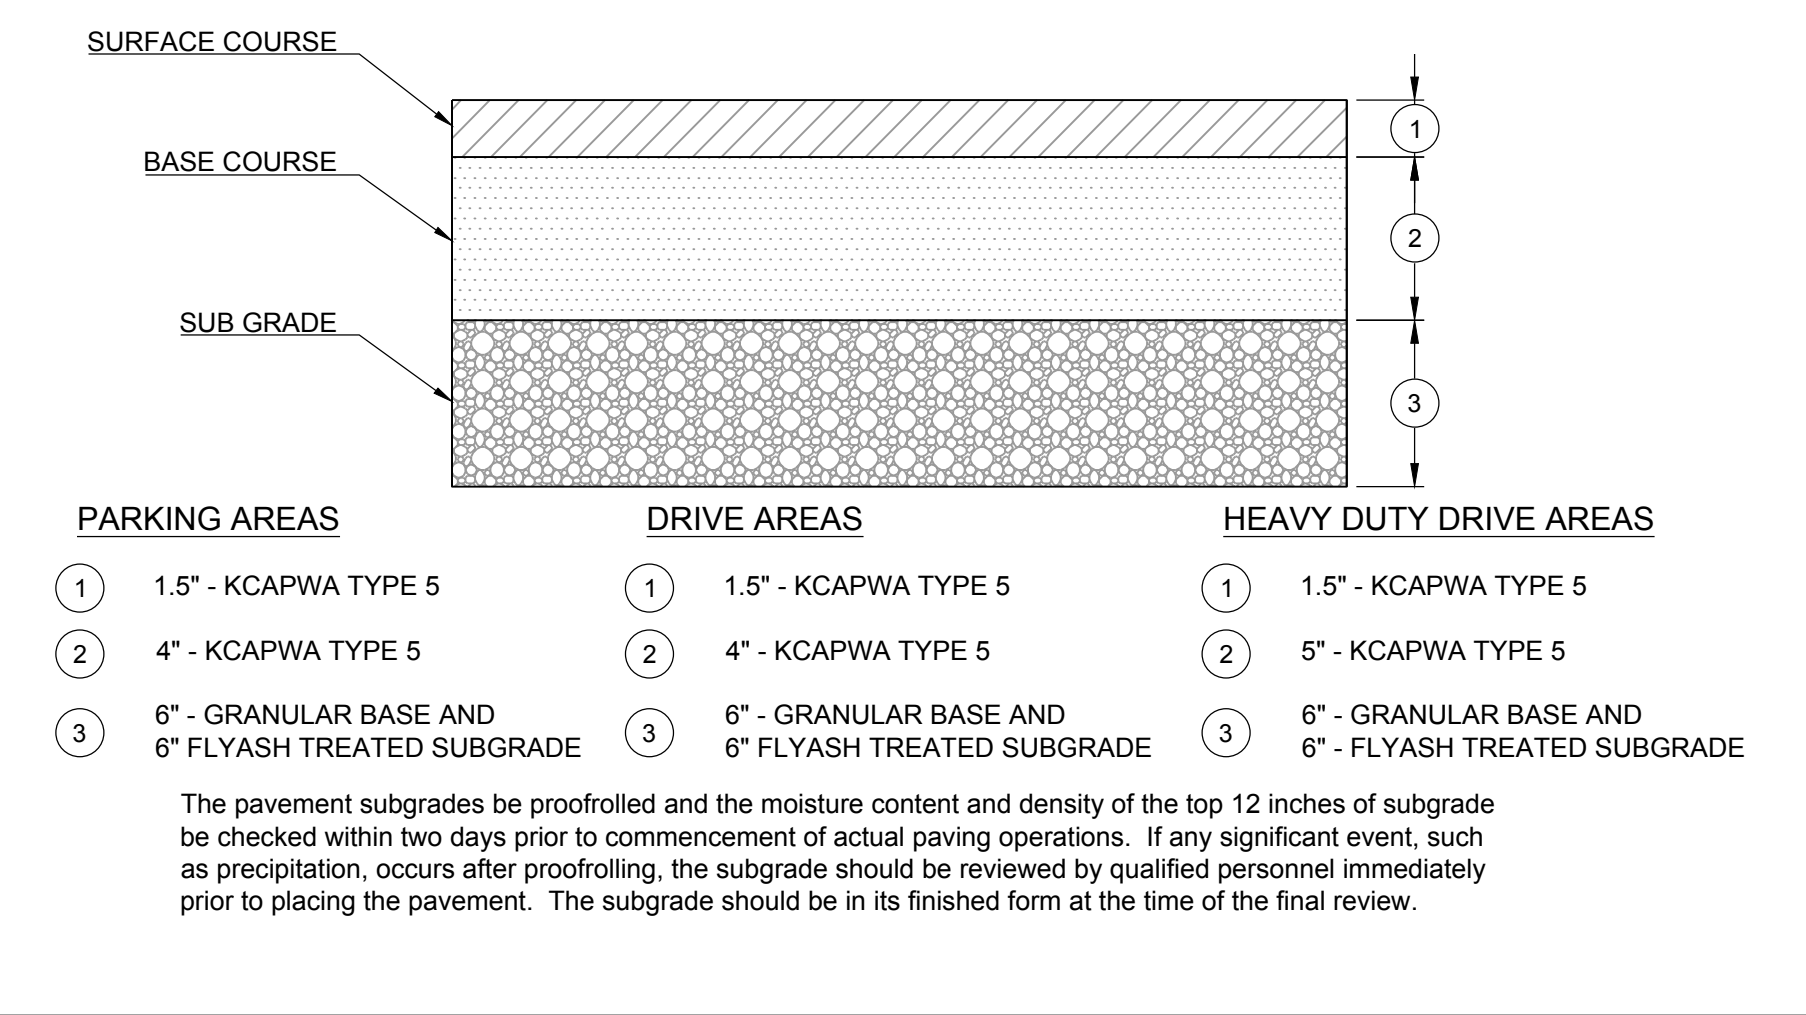 SURFACE COURSE
1
BASE COURSE
2
SUB GRADE
3
PARKING AREAS
1 1.5" - KCAPWA TYPE 5
2 4" - KCAPWA TYPE 5
3 6" - GRANULAR BASE AND
6" FLYASH TREATED SUBGRADE
DRIVE AREAS
1 1.5" - KCAPWA TYPE 5
2 4" - KCAPWA TYPE 5
3 6" - GRANULAR BASE AND
6" FLYASH TREATED SUBGRADE
HEAVY DUTY DRIVE AREAS
1 1.5" - KCAPWA TYPE 5
2 5" - KCAPWA TYPE 5
3 6" - GRANULAR BASE AND
6" - FLYASH TREATED SUBGRADE
The pavement subgrades be proofrolled and the moisture content and density of the top 12 inches of subgrade
be checked within two days prior to commencement of actual paving operations.  If any significant event, such
as precipitation, occurs after proofrolling, the subgrade should be reviewed by qualified personnel immediately
prior to placing the pavement.  The subgrade should be in its finished form at the time of the final review.